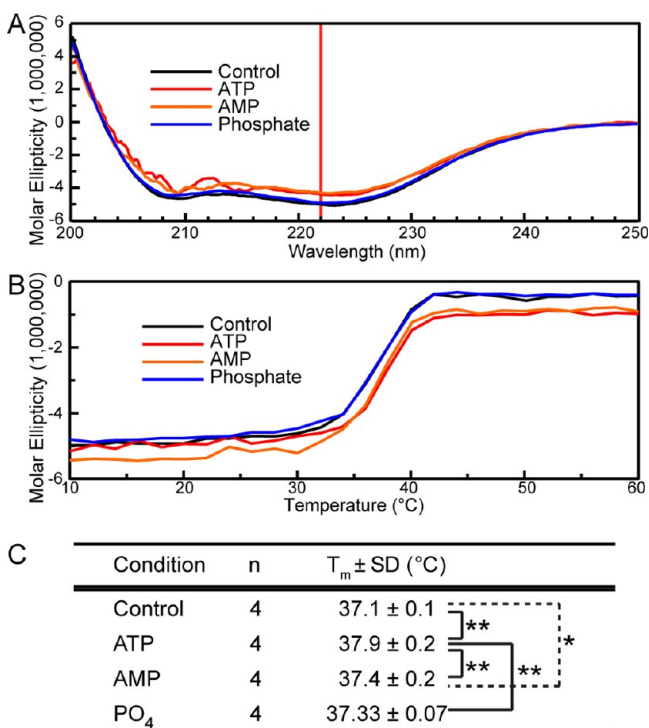 A
Molar Ellipticity (1,000,000)
6
4
2
0
-2
-4
-6
Control
ATP
AMP
Phosphate
200
210
220
230
240
250
Wavelength (nm)
B
Molar Ellipticity (1,000,000)
0
-2
-4
-6
Control
ATP
AMP
Phosphate
10
20
30
40
50
60
Temperature (°C)
C
Condition n Tm ± SD (°C)
Control 4 37.1 ± 0.1
**
*
ATP 4 37.9 ± 0.2
** **
AMP 4 37.4 ± 0.2
PO4 4 37.33 ± 0.07